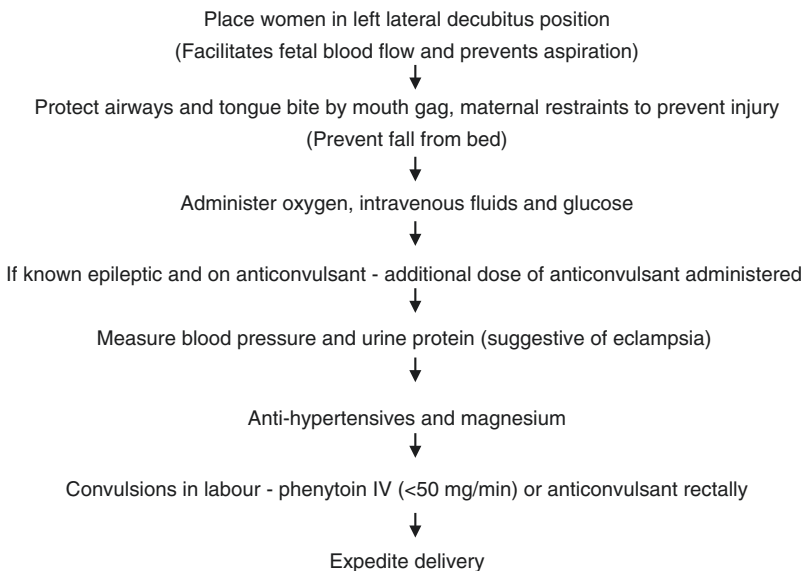 Place women in left lateral decubitus position
(Facilitates fetal blood flow and prevents aspiration)
Protect airways and tongue bite by mouth gag, maternal restraints to prevent injury
(Prevent fall from bed)
Administer oxygen, intravenous fluids and glucose
If known epileptic and on anticonvulsant - additional dose of anticonvulsant administered
Measure blood pressure and urine protein (suggestive of eclampsia)
Anti-hypertensives and magnesium
Convulsions in labour - phenytoin IV (<50 mg/min) or anticonvulsant rectally
Expedite delivery